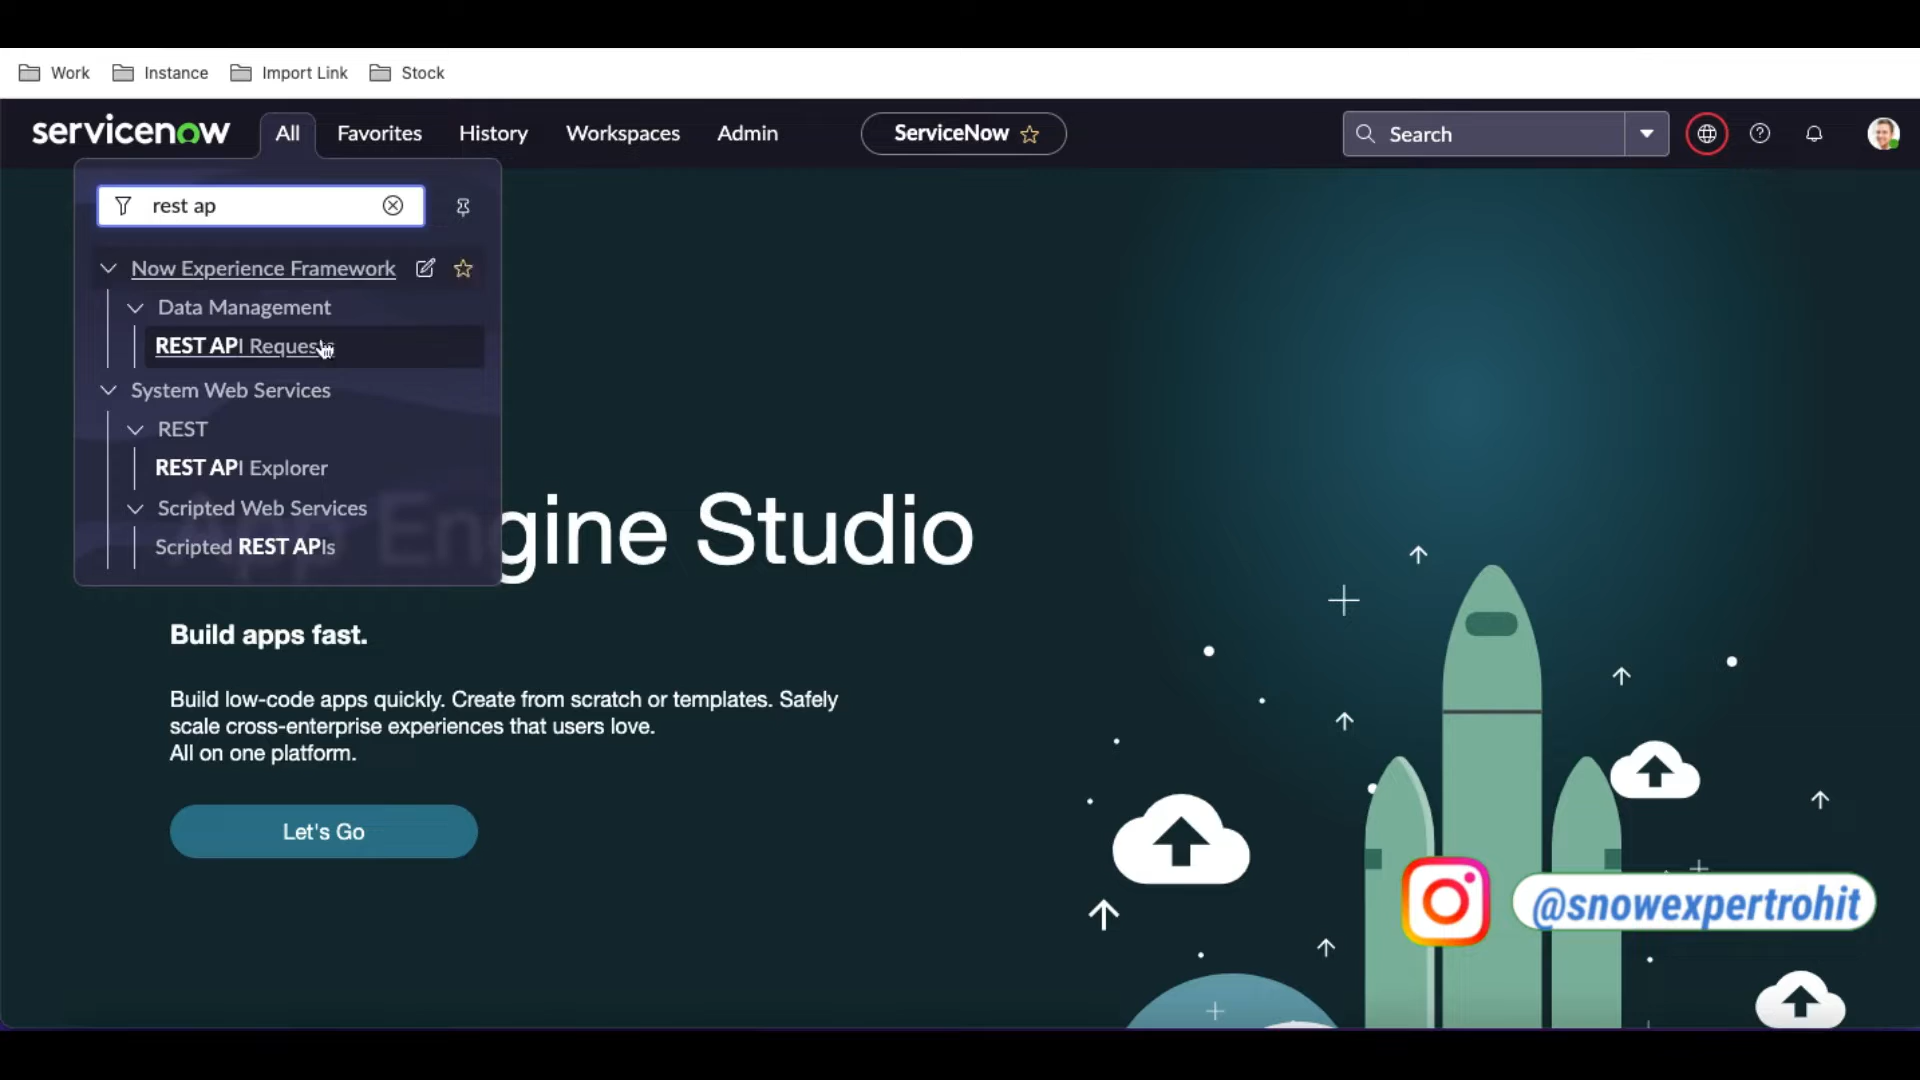 Work Instance Import Link Stock
servicenow All Favorites History Workspaces Admin ServiceNow Search
rest ap
Now Experience Framework
Data Management
REST API Requests
System Web Services
REST
REST API Explorer
Scripted Web Services
Scripted REST APIs
App Engine Studio
Build apps fast.
Build low-code apps quickly. Create from scratch or templates. Safely
scale cross-enterprise experiences that users love.
All on one platform.
Let's Go
@snowexpertrohit